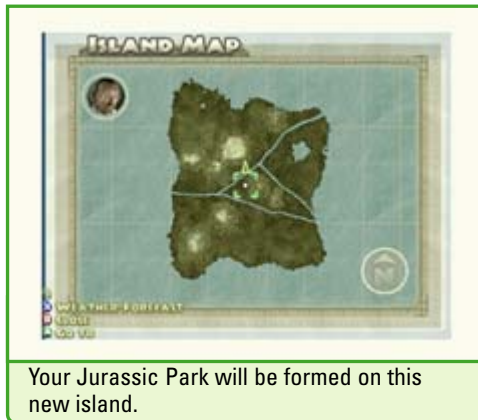 ISLAND MAP
N
X WEATHER FORECAST
B CLOSE
A GO TO
Your Jurassic Park will be formed on this
new island.